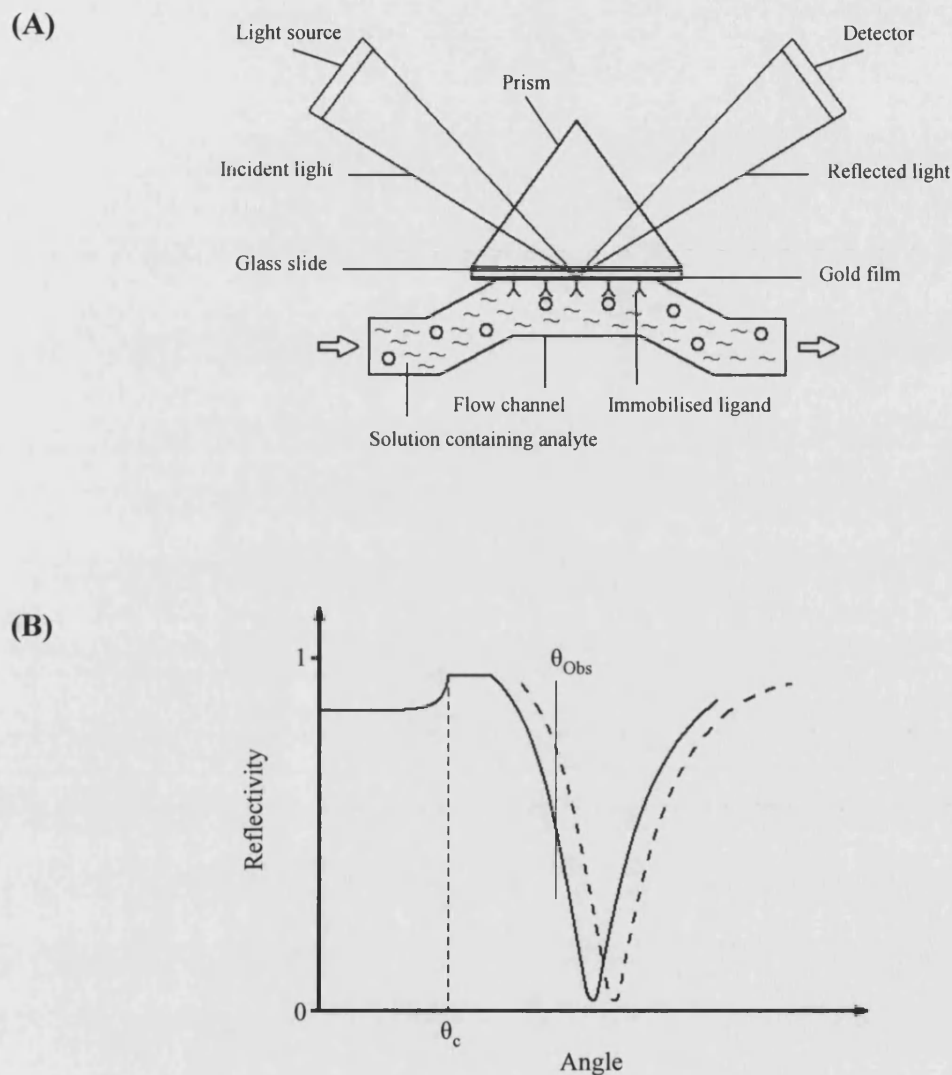 (A)
Light source
Detector
Prism
Incident light
Reflected light
Glass slide
Gold film
Flow channel
Immobilised ligand
Solution containing analyte
(B)
1
θObs
Reflectivity
0
θc
Angle